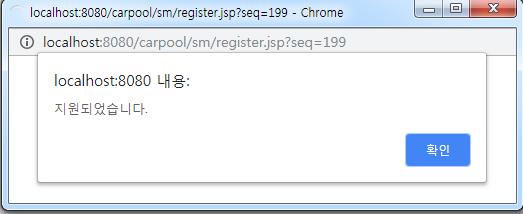 localhost:8080/carpool/sm/register.jsp?seq=199 - Chrome
localhost:8080/carpool/sm/register.jsp?seq=199
localhost:8080 내용:
지원되었습니다.
확인